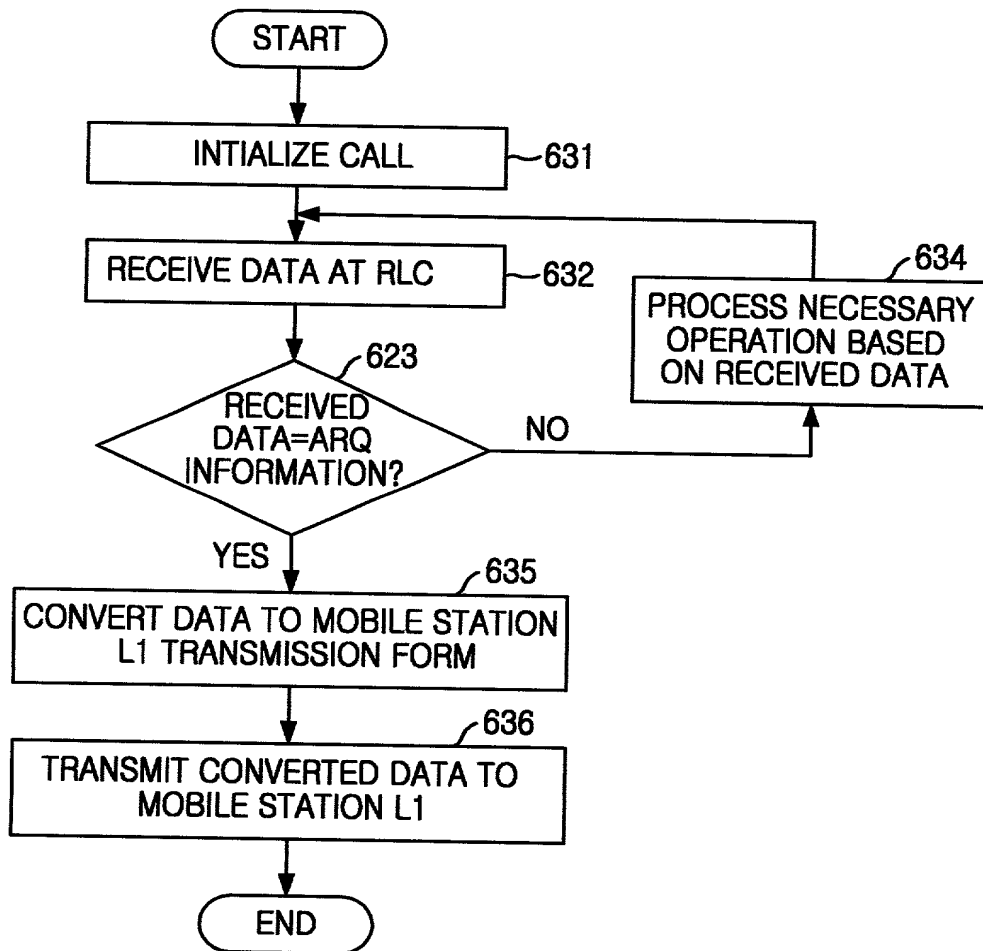 START
INTIALIZE CALL
631
RECEIVE DATA AT RLC
632
634
PROCESS NECESSARY
OPERATION BASED
ON RECEIVED DATA
623
RECEIVED
DATA=ARQ
INFORMATION?
NO
YES
635
CONVERT DATA TO MOBILE STATION
L1 TRANSMISSION FORM
636
TRANSMIT CONVERTED DATA TO
MOBILE STATION L1
END